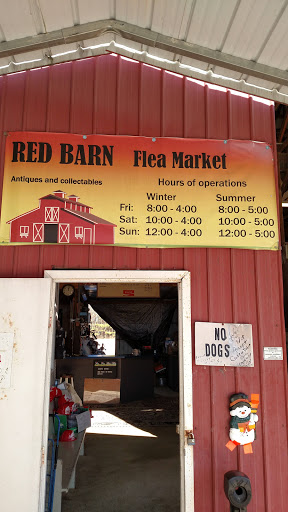 RED BARN Flea Market
Antiques and collectables Hours of operations
Winter Summer
Fri: 8:00 - 4:00 8:00 - 5:00
Sat: 10:00 - 4:00 10:00 - 5:00
Sun: 12:00 - 4:00 12:00 - 5:00
NO
DOGS